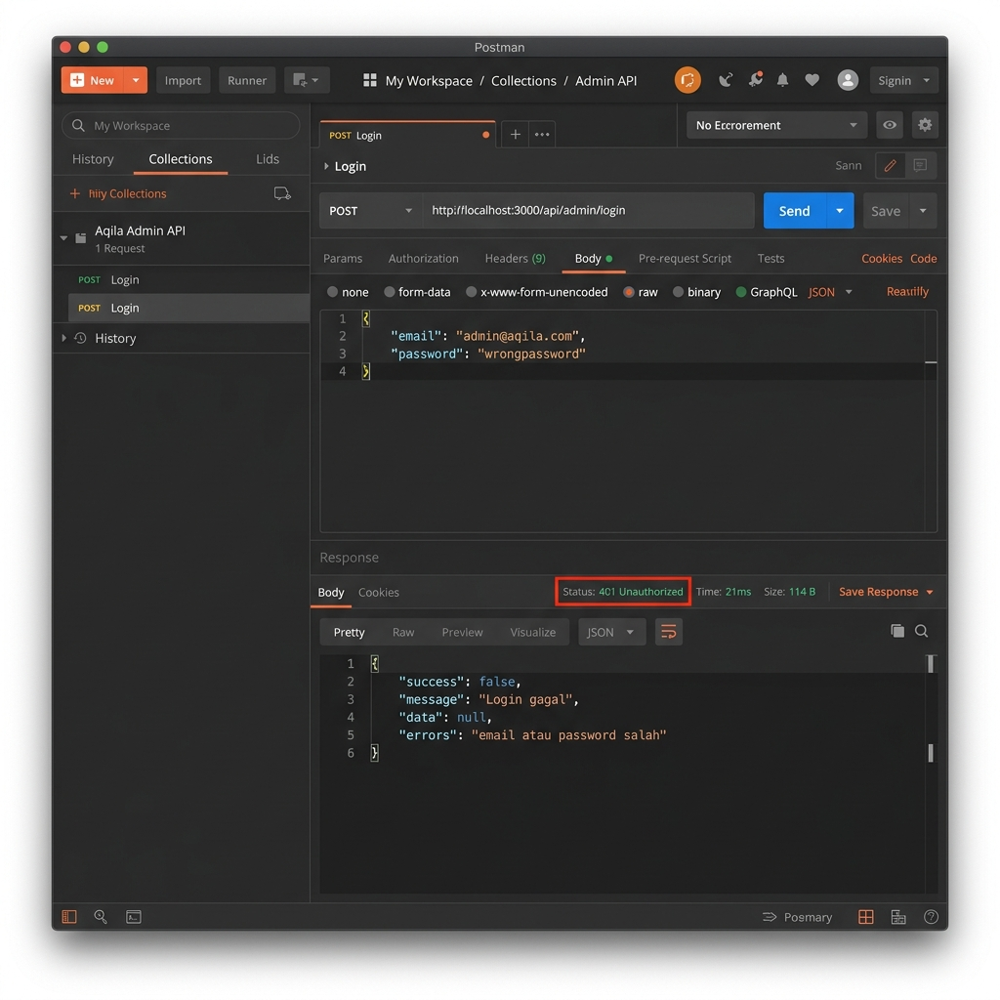 Postman
New
Import
Runner
My Workspace / Collections / Admin API
Signin
My Workspace
History
Collections
Lids
POST Login
No Eccrorement
Collections
Login
Sann
Aqila Admin API
1 Request
POST
http://localhost:3000/api/admin/login
Send
Save
Params
Authorization
Headers (9)
Body
Pre-request Script
Tests
Cookies
Code
POST Login
POST Login
History
none
form-data
x-www-form-unencoded
raw
binary
GraphQL
JSON
1 {
2 "email": "admin@aqila.com",
3 "password": "wrongpassword"
4 }
Response
Body
Cookies
Status: 401 Unauthorized
Time: 21ms
Size: 114 B
Save Response
Pretty
Raw
Preview
Visualize
JSON
1 {
2 "success": false,
3 "message": "Login gagal",
4 "data": null,
5 "errors": "email atau password salah"
6 }
Posmary